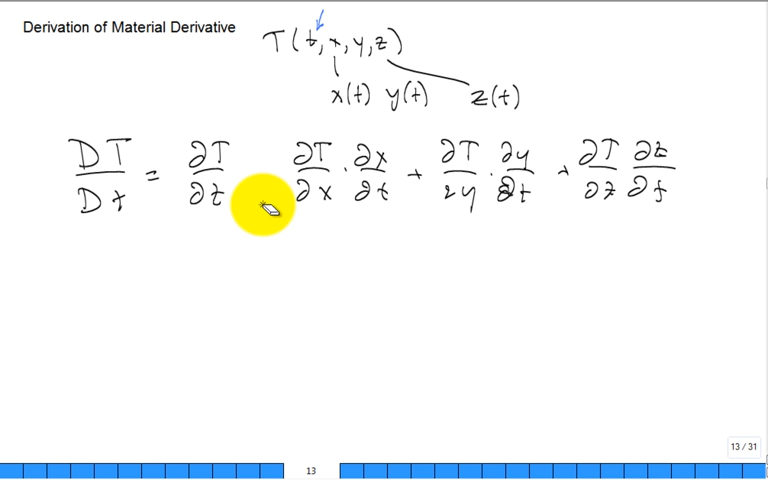 Derivation of Material Derivative
T(t, x, y, z)
x(t) y(t) z(t)
DT/Dt = ∂T/∂t ∂T/∂x · ∂x/∂t + ∂T/∂y · ∂y/∂t + ∂T/∂z ∂z/∂t
13 / 31
13